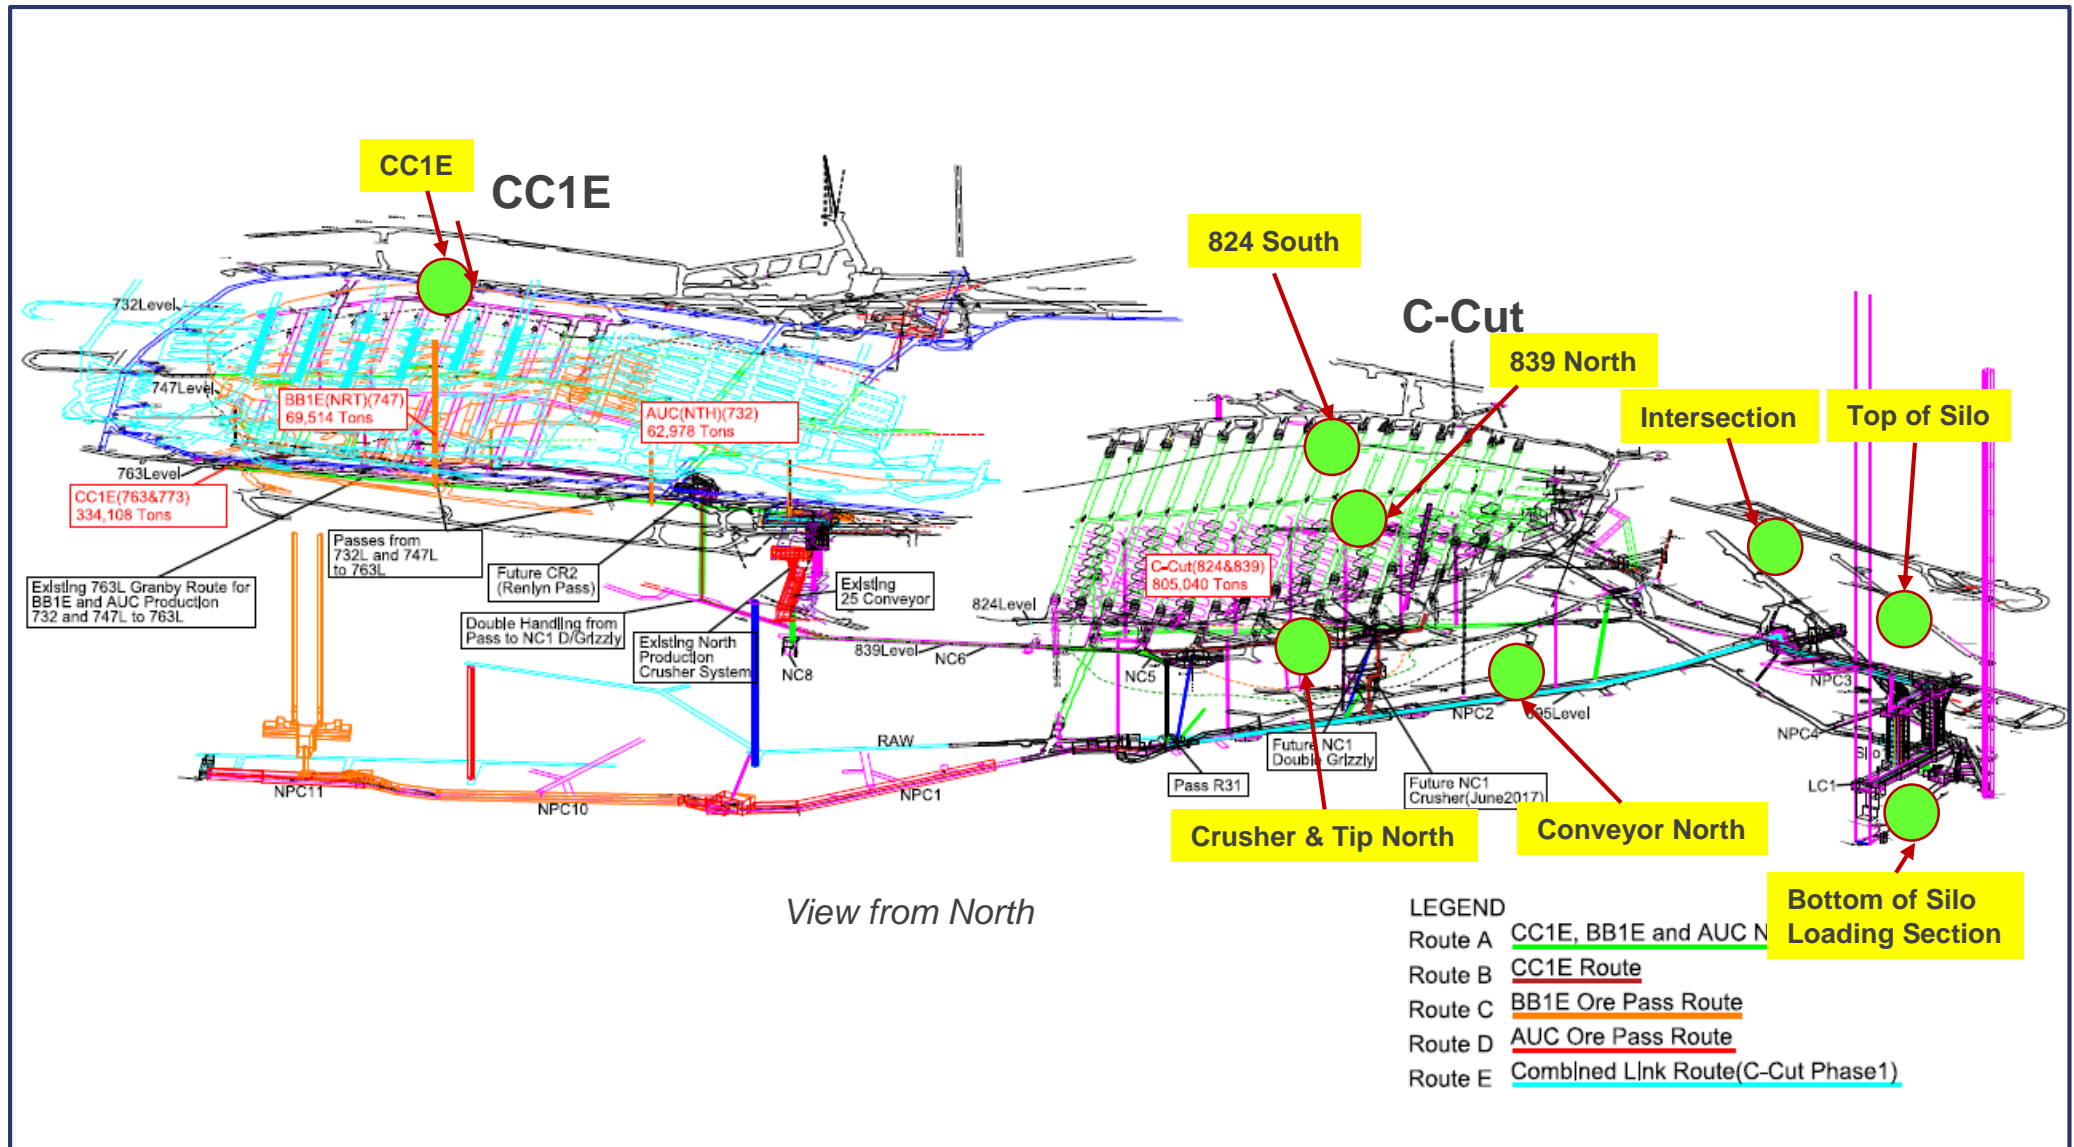 CC1E
CC1E
824 South
C-Cut
839 North
Intersection
Top of Silo
732Level
747Level
BB1E(NRT)(747)
69,514 Tons
AUC(NTH)(732)
62,978 Tons
763Level
CC1E(763&773)
334,108 Tons
Passes from
732L and 747L
to 763L
Existing 763L Granby Route for
BB1E and AUC Production
732 and 747L to 763L
Future CR2
(Renlyn Pass)
Existing
25 Conveyor
Double Handling from
Pass to NC1 D/Grizzly
Existing North
Production
Crusher System
NC8
839Level
NC6
C-Cut(824&839)
805,040 Tons
824Level
NC5
NPC3
NPC2
895Level
NPC4
Silo
LC1
RAW
Future NC1
Double Grizzly
Pass R31
Future NC1
Crusher(June2017)
NPC11
NPC10
NPC1
Crusher & Tip North
Conveyor North
Bottom of Silo
Loading Section
View from North
LEGEND
Route A CC1E, BB1E and AUC N
Route B CC1E Route
Route C BB1E Ore Pass Route
Route D AUC Ore Pass Route
Route E Combined Link Route(C-Cut Phase1)